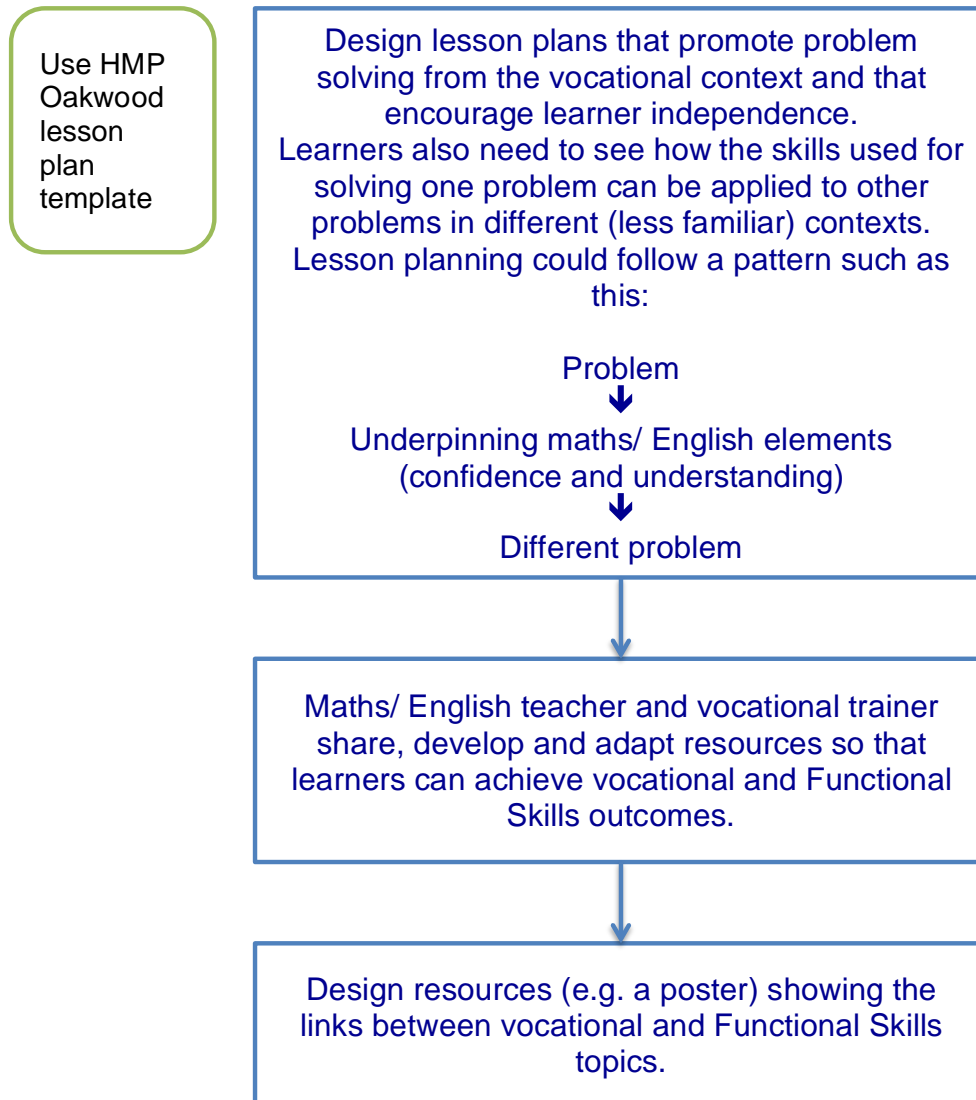 Use HMP
Oakwood
lesson
plan
template
Design lesson plans that promote problem
solving from the vocational context and that
encourage learner independence.
Learners also need to see how the skills used for
solving one problem can be applied to other
problems in different (less familiar) contexts.
Lesson planning could follow a pattern such as
this:
Problem
Underpinning maths/ English elements
(confidence and understanding)
Different problem
Maths/ English teacher and vocational trainer
share, develop and adapt resources so that
learners can achieve vocational and Functional
Skills outcomes.
Design resources (e.g. a poster) showing the
links between vocational and Functional Skills
topics.